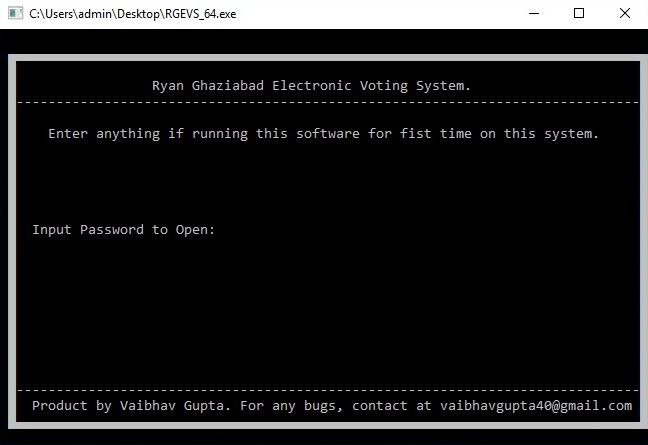 C:\Users\admin\Desktop\RGEVS_64.exe
Ryan Ghaziabad Electronic Voting System.
Enter anything if running this software for fist time on this system.
Input Password to Open:
Product by Vaibhav Gupta. For any bugs, contact at vaibhavgupta40@gmail.com